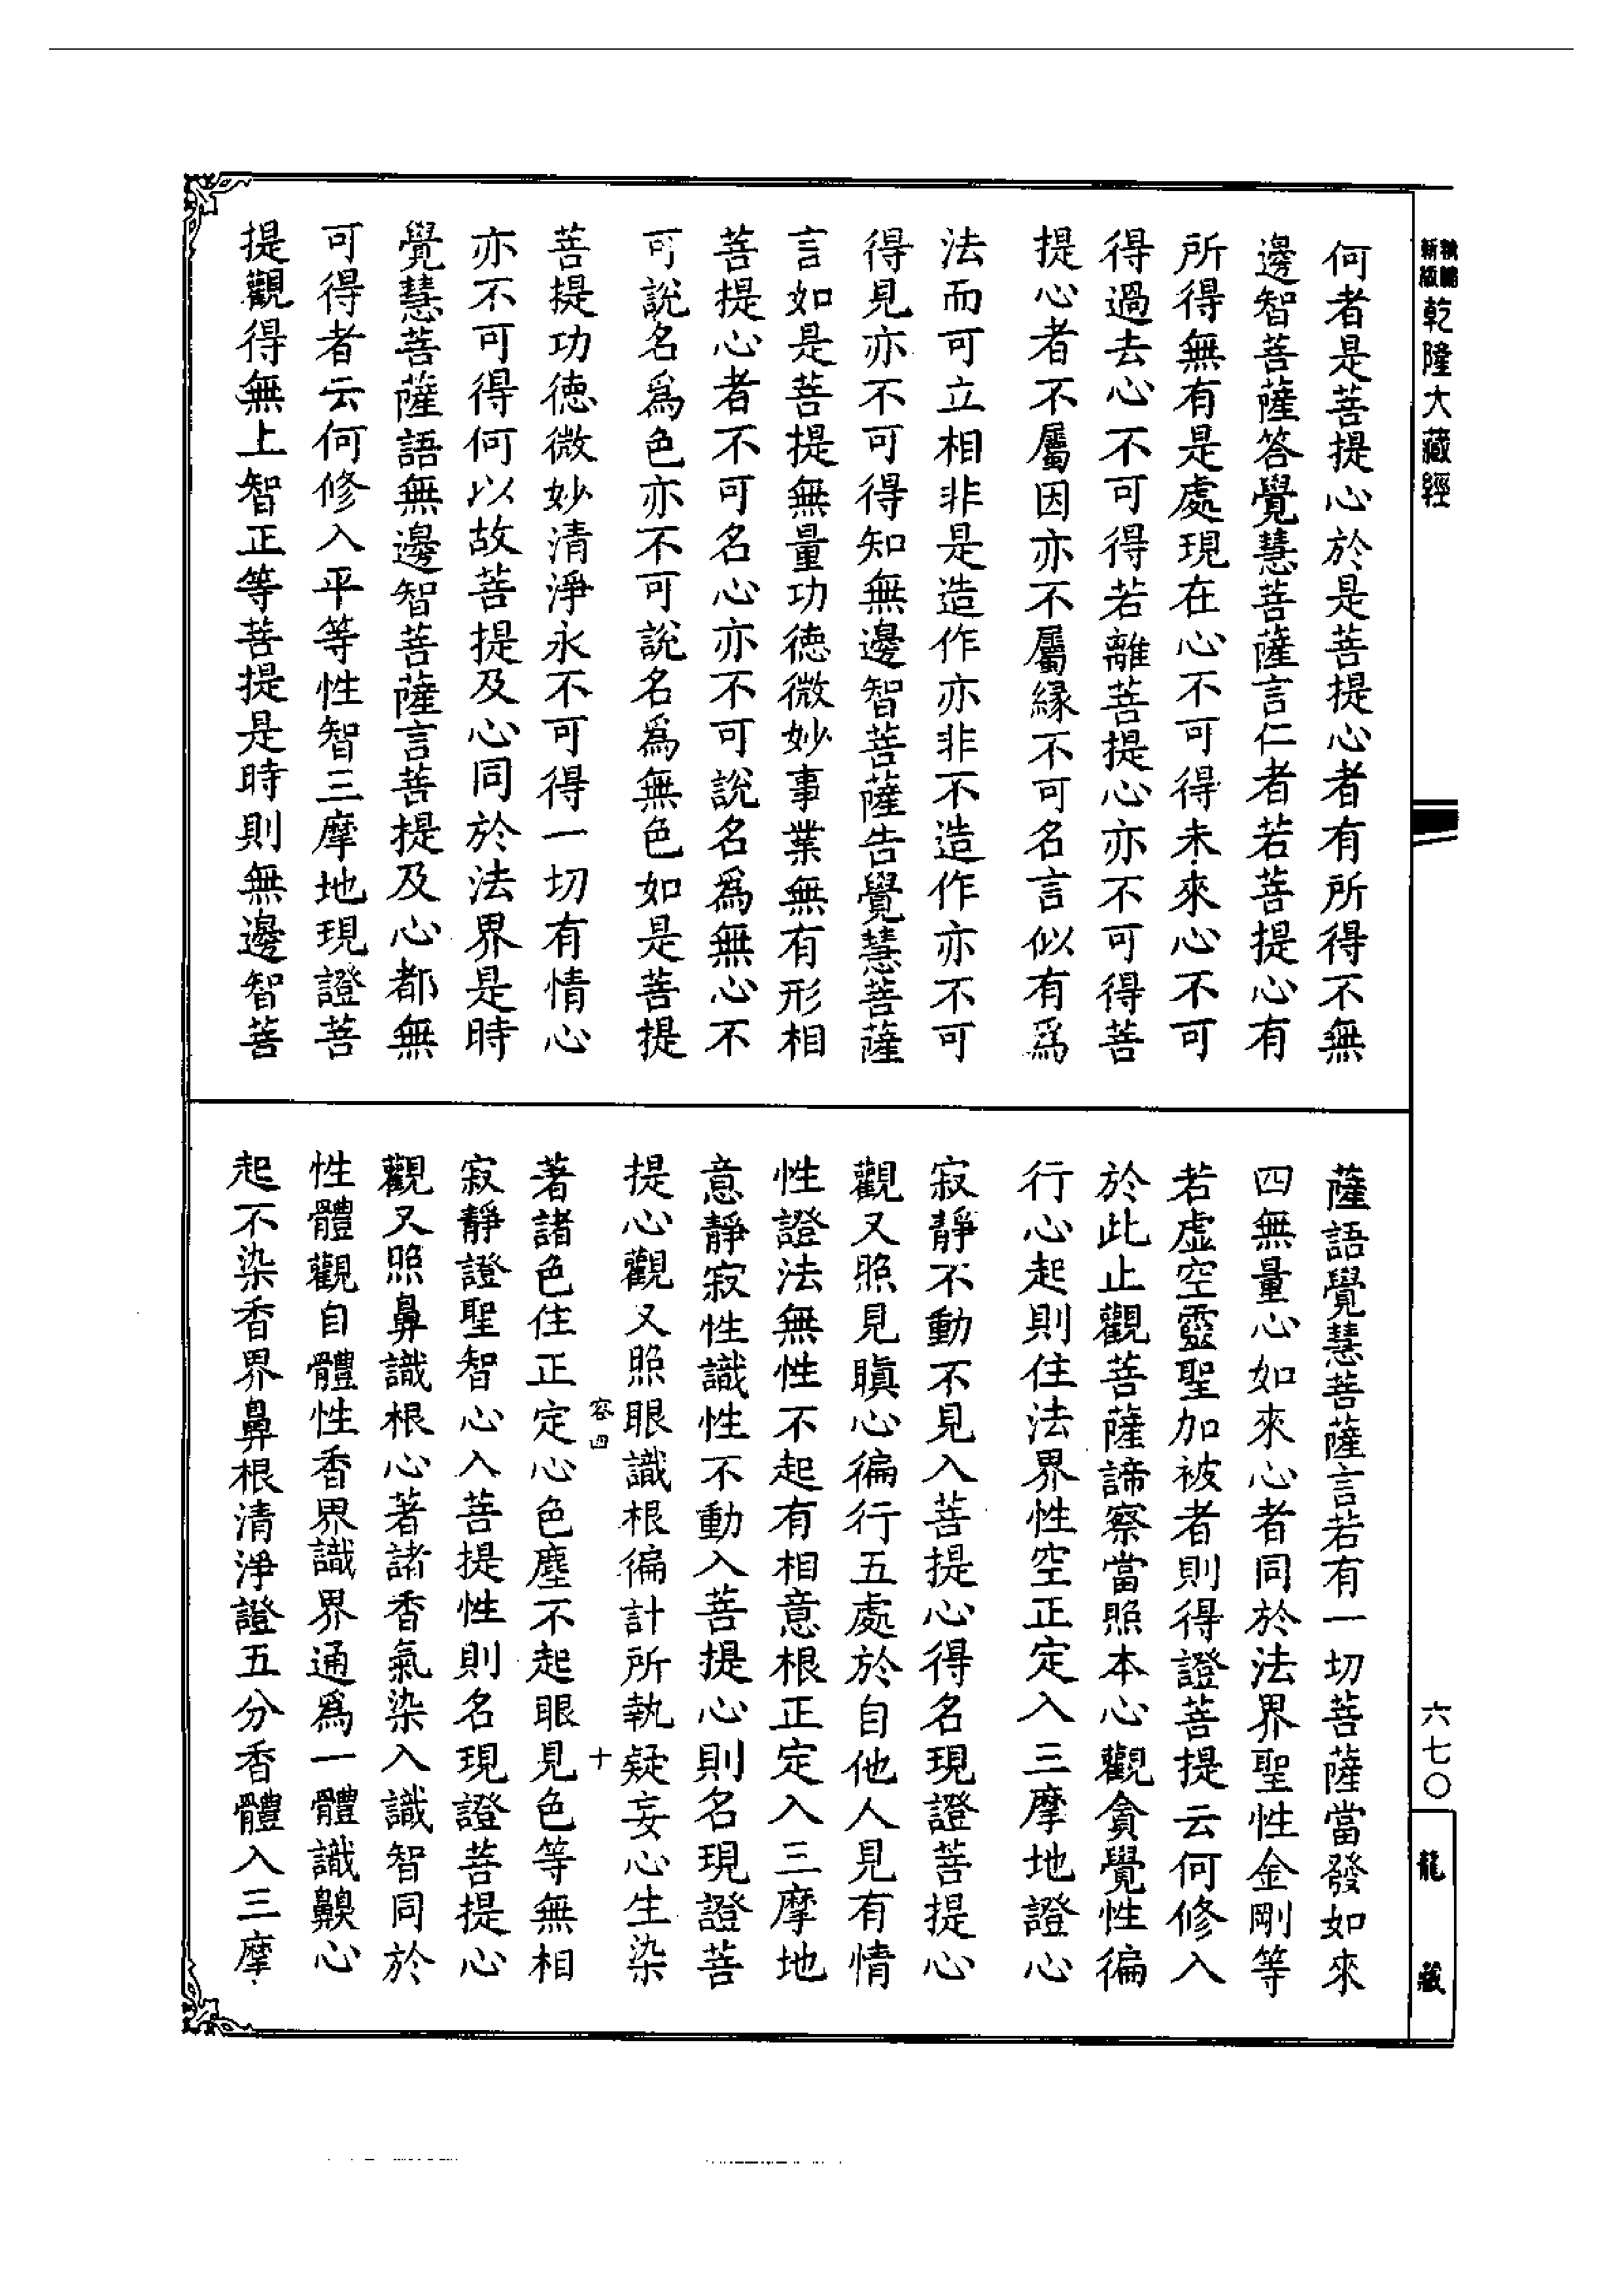 新編縮版乾隆大藏經
何者是菩提心於是菩提心者有所得不無
邊智菩薩答覺慧菩薩言仁者若菩提心有
所得無有是處現在心不可得未來心不可
得過去心不可得若離菩提心亦不可得菩
提心者不屬因亦不屬緣不可名言似有爲
法而可立相非是造作亦非不造作亦不可
得見亦不可得知無邊智菩薩告覺慧菩薩
言如是菩提無量功德微妙事業無有形相
菩提心者不可名心亦不可說名爲無心不
可說名爲色亦不可說名爲無色如是菩提
菩提功德微妙清淨永不可得一切有情心
亦不可得何以故菩提及心同於法界是時
覺慧菩薩語無邊智菩薩言菩提及心都無
可得者云何修入平等性智三摩地現證菩
提觀得無上智正等菩提是時則無邊智菩
薩語覺慧菩薩言若有一切菩薩當發如來
四無量心如來心者同於法界聖性金剛等
若虛空靈聖加被者則得證菩提云何修入
於此止觀菩薩諦察當照本心觀貪覺性徧
行心起則住法界性空正定入三摩地證心
寂靜不動不見入菩提心得名現證菩提心
觀又照見瞋心徧行五處於自他人見有情
性證法無性不起有相意根正定入三摩地
意靜寂性識性不動入菩提心則名現證菩
提心觀又照眼識根徧計所執疑妄心生染
容四 十
著諸色住正定心色塵不起眼見色等無相
寂靜證聖智心入菩提性則名現證菩提心
觀又照鼻識根心著諸香氣染入識智同於
性體觀自體性香界識界通爲一體識齅心
起不染香界鼻根清淨證五分香體入三摩
六七〇
龍藏